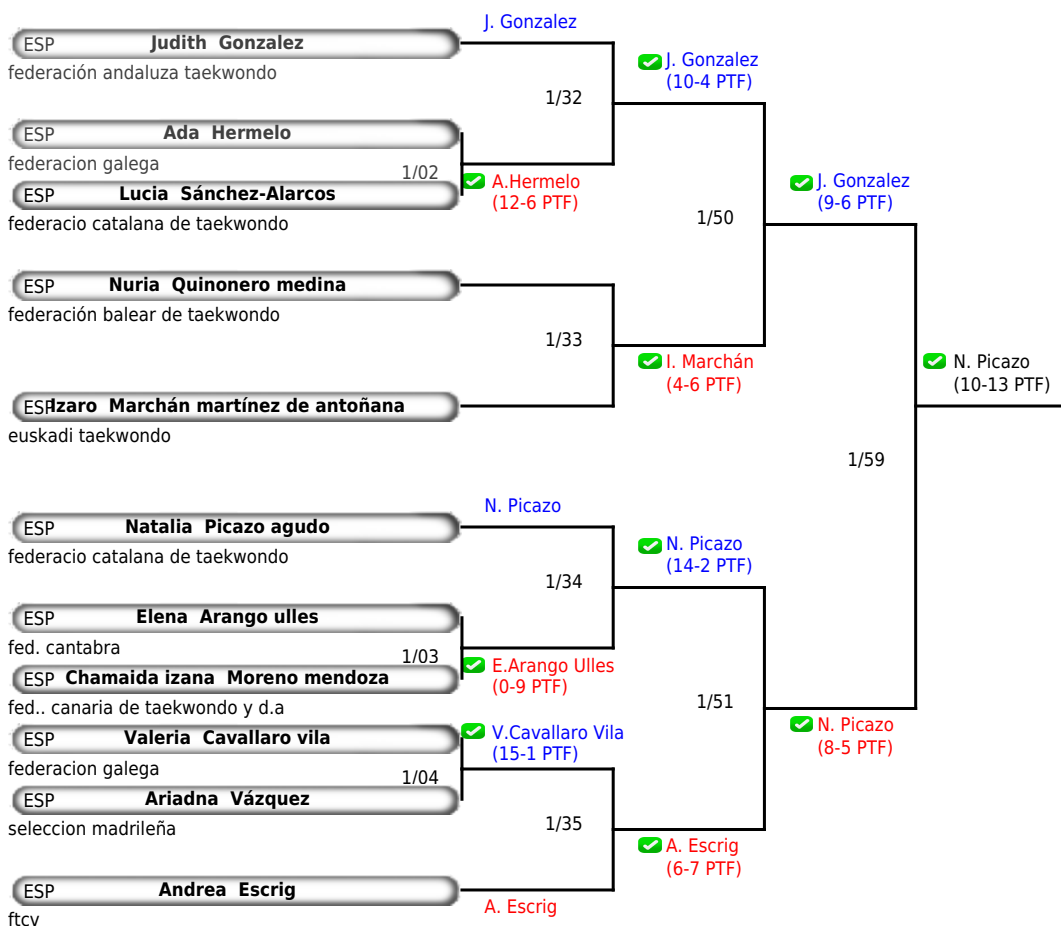 J. Gonzalez
ESP Judith Gonzalez
federación andaluza taekwondo
J. Gonzalez
(10-4 PTF)
1/32
ESP Ada Hermelo
federacion galega
1/02
A.Hermelo
(12-6 PTF)
ESP Lucia Sánchez-Alarcos
federacio catalana de taekwondo
J. Gonzalez
(9-6 PTF)
1/50
ESP Nuria Quinonero medina
federación balear de taekwondo
1/33
I. Marchán
(4-6 PTF)
N. Picazo
(10-13 PTF)
ESP Izaro Marchán martínez de antoñana
euskadi taekwondo
1/59
N. Picazo
ESP Natalia Picazo agudo
federacio catalana de taekwondo
N. Picazo
(14-2 PTF)
1/34
ESP Elena Arango ulles
fed. cantabra
1/03
E.Arango Ulles
(0-9 PTF)
ESP Chamaida izana Moreno mendoza
fed.. canaria de taekwondo y d.a
1/51
N. Picazo
(8-5 PTF)
ESP Valeria Cavallaro vila
V.Cavallaro Vila
(15-1 PTF)
federacion galega
1/04
ESP Ariadna Vázquez
seleccion madrileña
1/35
A. Escrig
(6-7 PTF)
ESP Andrea Escrig
A. Escrig
ftcv